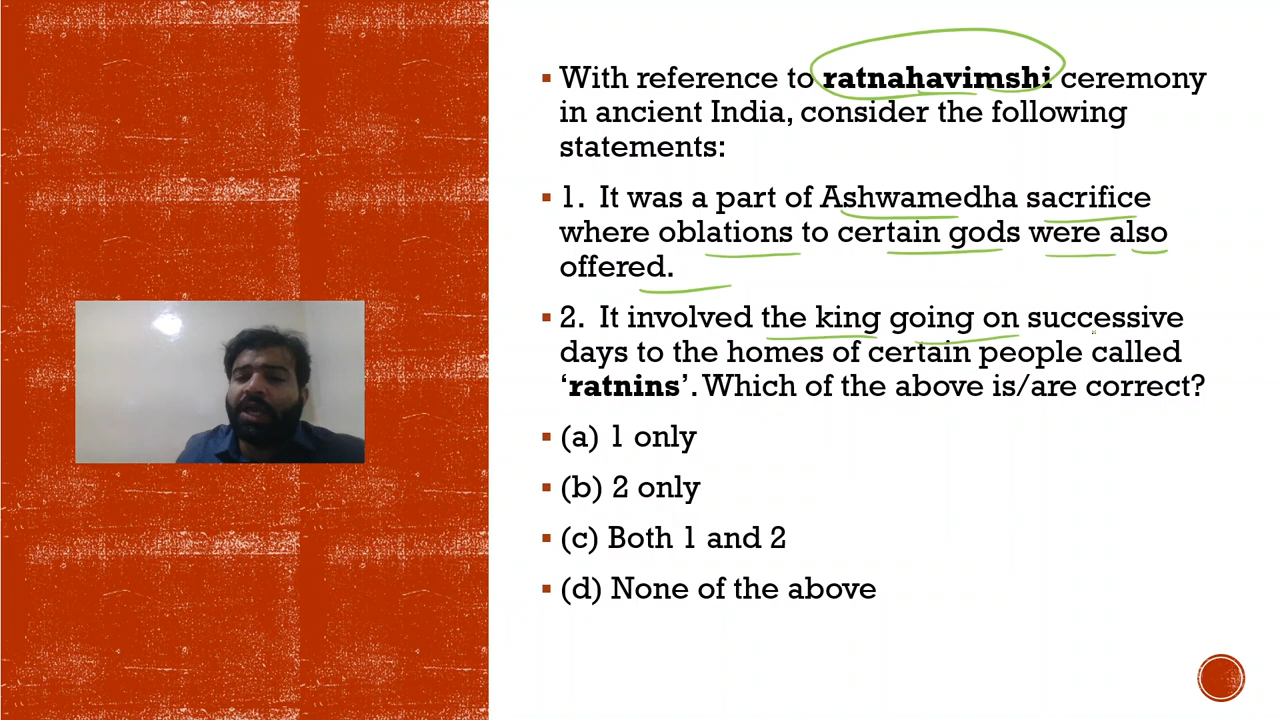 With reference to ratnahavimshi ceremony
in ancient India, consider the following
statements:
1. It was a part of Ashwamedha sacrifice
where oblations to certain gods were also
offered.
2. It involved the king going on successive
days to the homes of certain people called
‘ratnins’. Which of the above is/are correct?
(a) 1 only
(b) 2 only
(c) Both 1 and 2
(d) None of the above